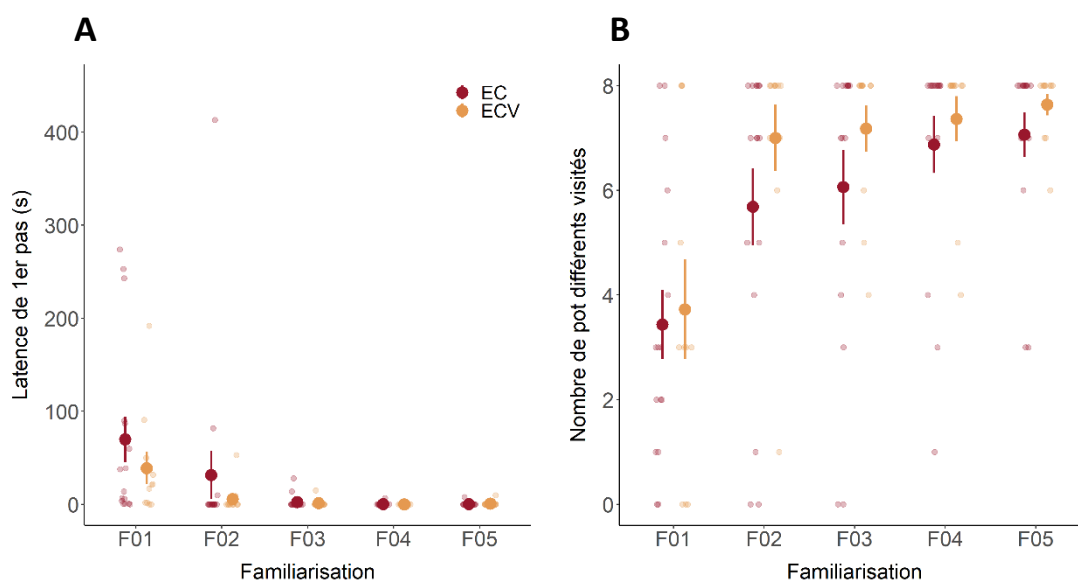 A
Latence de 1er pas (s)
400
300
200
100
0
EC
ECV
F01 F02 F03 F04 F05
Familiarisation
B
Nombre de pot différents visités
8
6
4
2
0
F01 F02 F03 F04 F05
Familiarisation